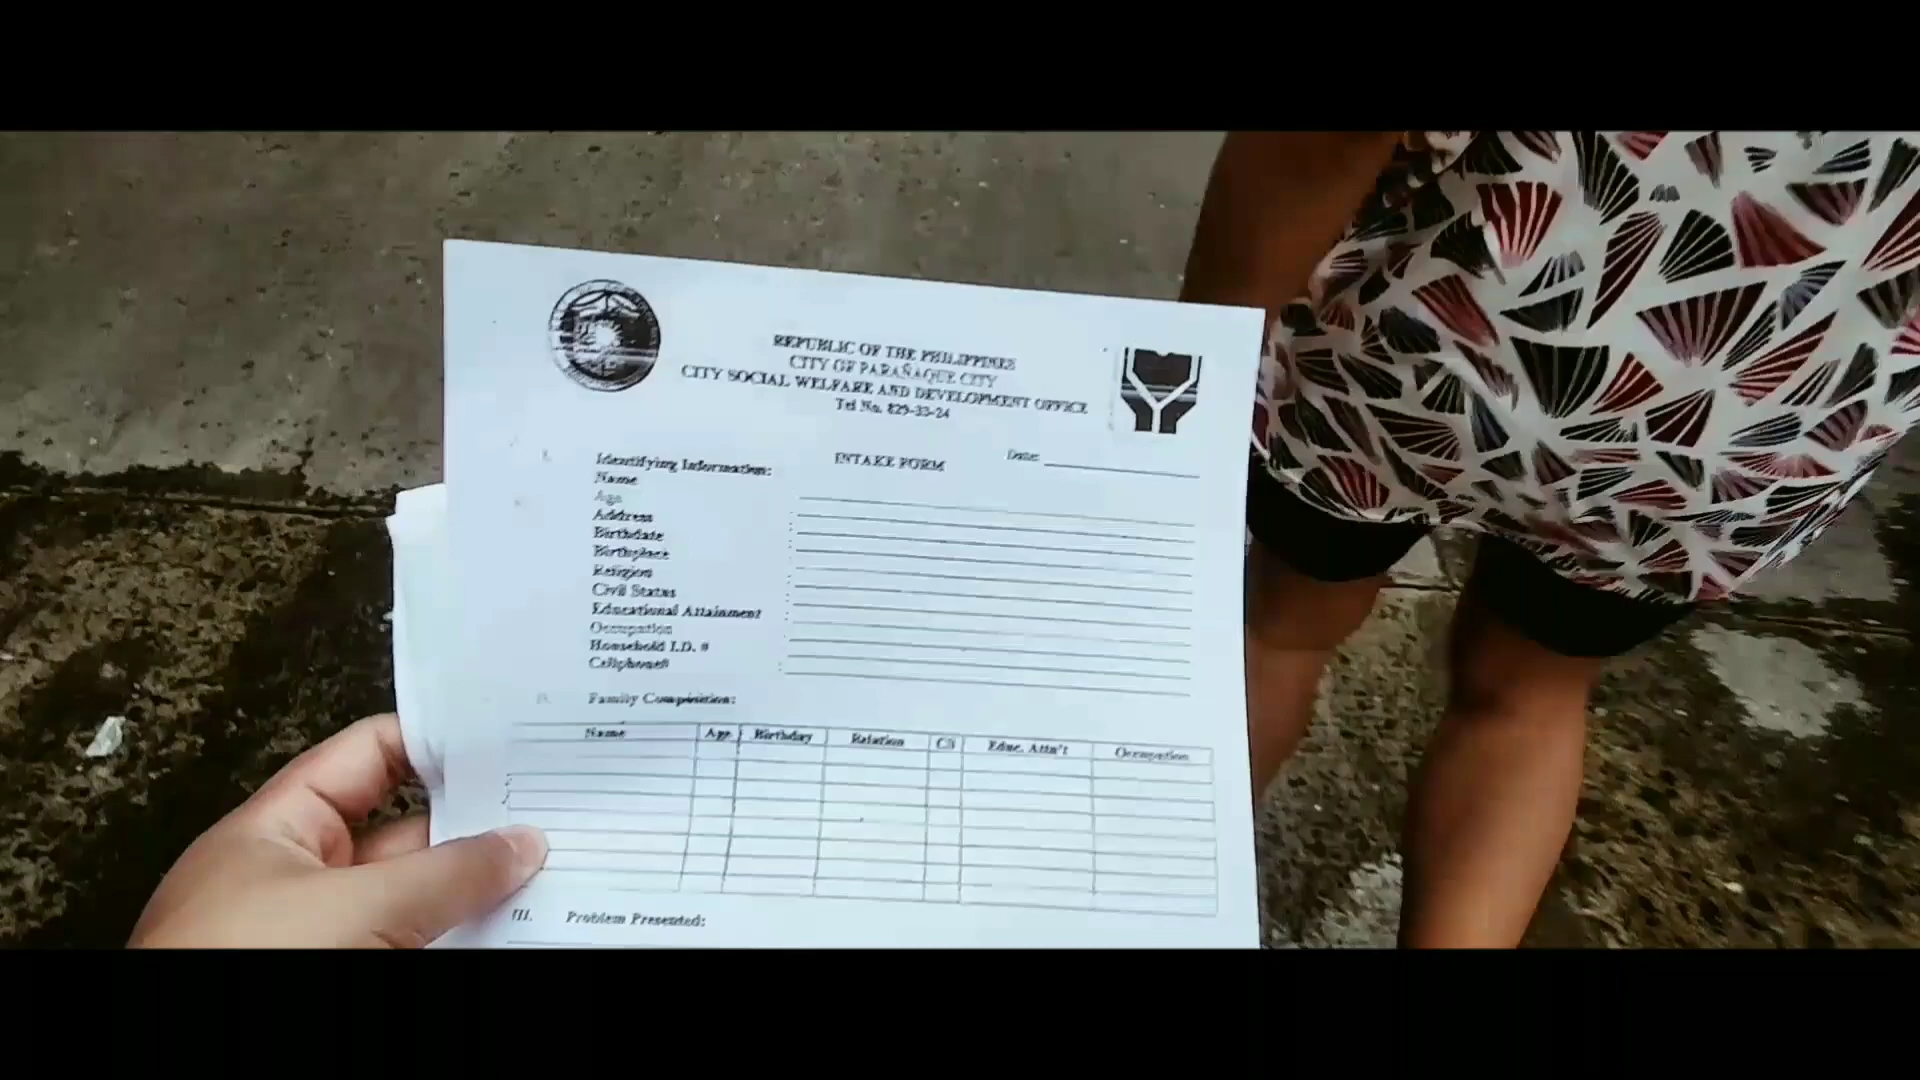 REPUBLIC OF THE PHILIPPINES
CITY OF PARAÑAQUE CITY
CITY SOCIAL WELFARE AND DEVELOPMENT OFFICE
Tel No. 829-33-24
INTAKE FORM
Date:
I. Identifying Information:
Name
Age
Address
Birthdate
Birthplace
Religion
Civil Status
Educational Attainment
Occupation
Household I.D. #
Cellphone#
II. Family Composition:
Name Age Birthday Relation CS Educ. Attn't Occupation
III. Problem Presented: